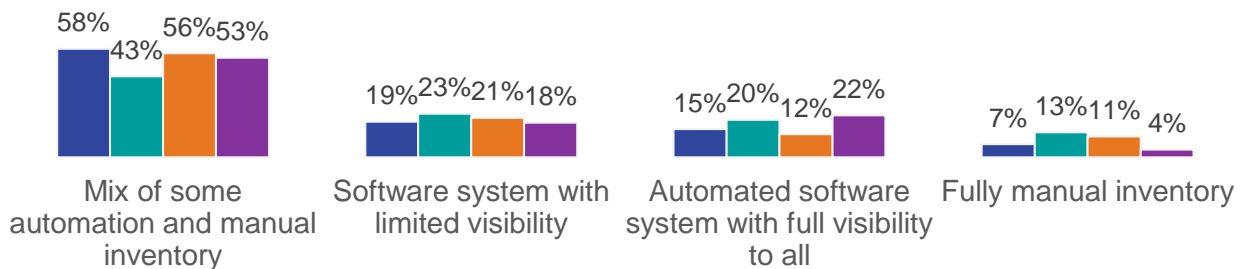 58% 43% 56% 53%
19% 23% 21% 18%
15% 20% 12% 22%
7% 13% 11% 4%
Mix of some
automation and manual
inventory
Software system with
limited visibility
Automated software
system with full visibility
to all
Fully manual inventory